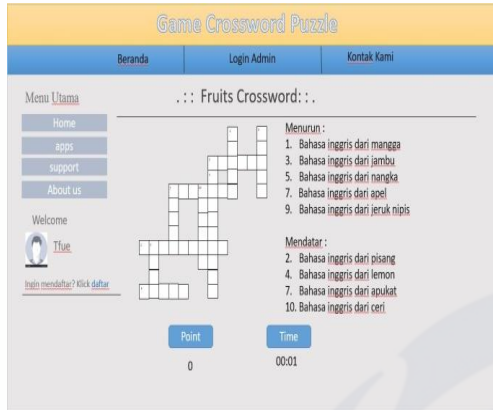 Game Crossword Puzzle
Beranda
Login Admin
Kontak Kami
Menu Utama
Home
apps
support
About us
Welcome
Tfue
Ingin mendaftar? Klick daftar
. : : Fruits Crossword: : .
Menurun :
1. Bahasa inggris dari mangga
3. Bahasa inggris dari jambu
5. Bahasa inggris dari nangka
7. Bahasa inggris dari apel
9. Bahasa inggris dari jeruk nipis
Mendatar :
2. Bahasa inggris dari pisang
4. Bahasa inggris dari lemon
7. Bahasa inggris dari apukat
10. Bahasa inggris dari ceri
Point
0
Time
00:01